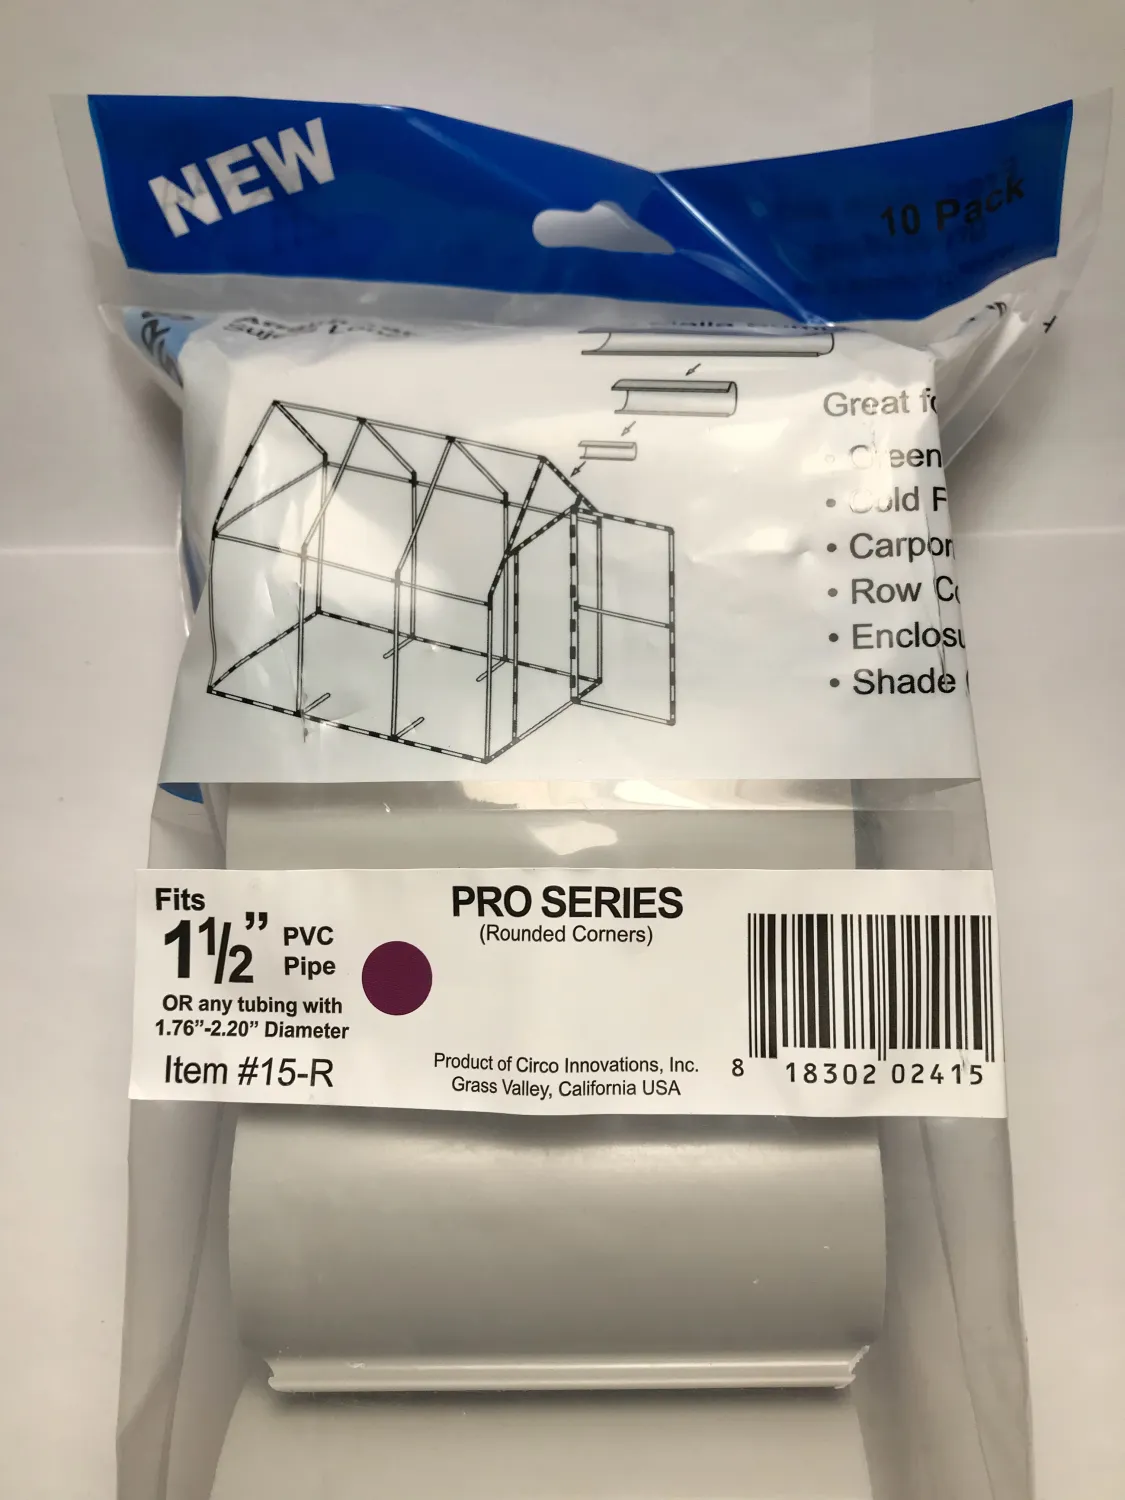 NEW
10 Pack
Great
• Green
• Cold F
• Carpor
• Row
• Enclosu
• Shade
Fits
1 1/2” PVC Pipe
OR any tubing with
1.76”-2.20” Diameter
Item #15-R
PRO SERIES
(Rounded Corners)
Product of Circo Innovations, Inc.
Grass Valley, California USA
8 18302 02415